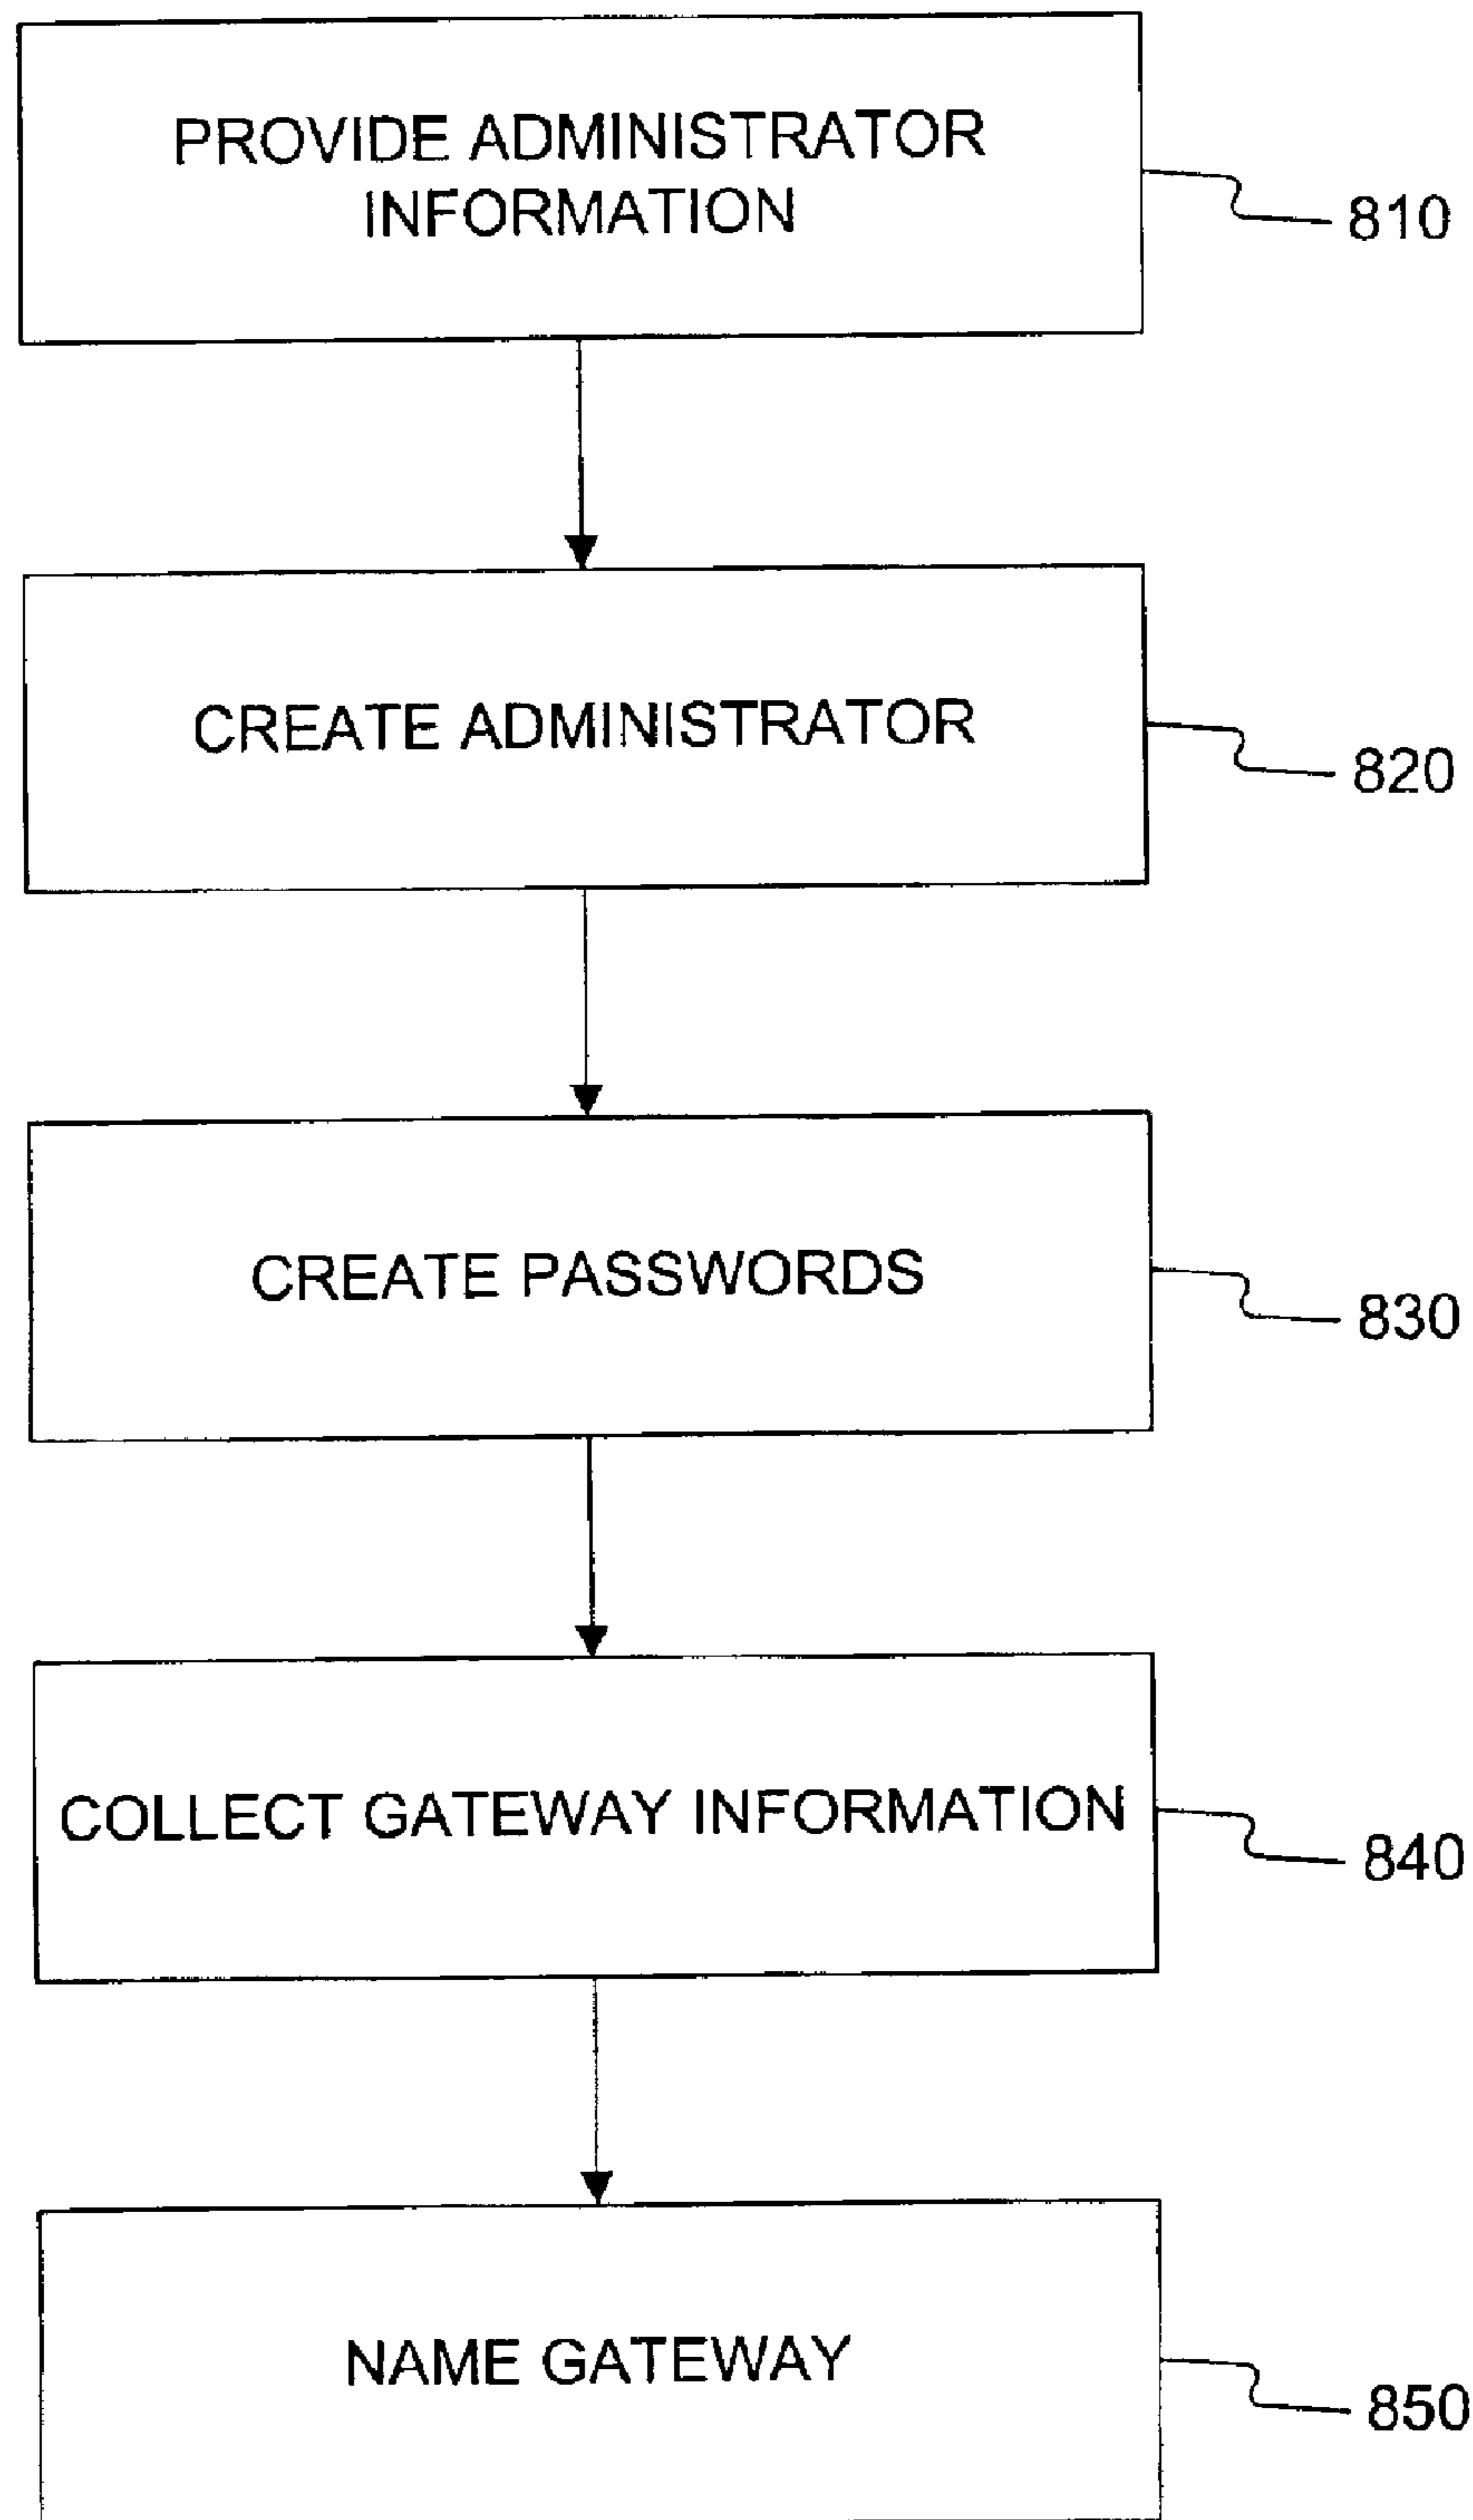 PROVIDE ADMINISTRATOR
INFORMATION
810
CREATE ADMINISTRATOR
820
CREATE PASSWORDS
830
COLLECT GATEWAY INFORMATION
840
NAME GATEWAY
850